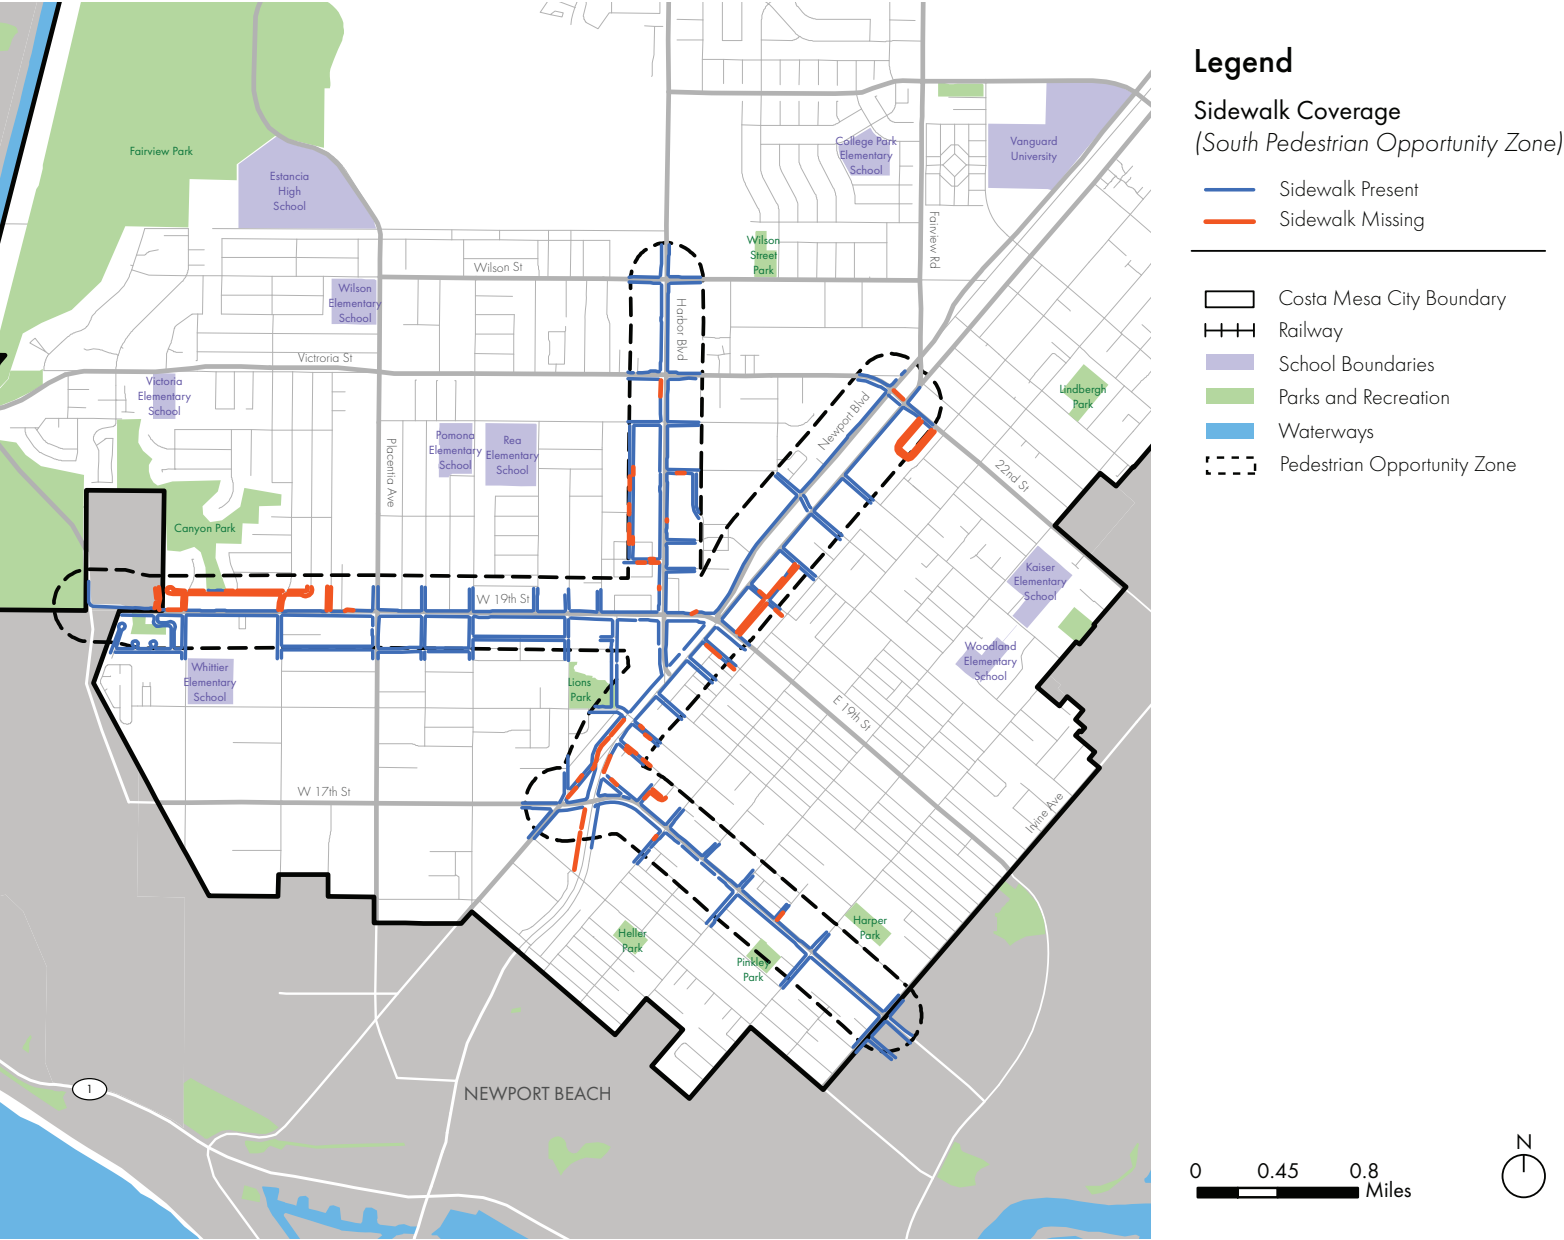 Legend
Sidewalk Coverage
(South Pedestrian Opportunity Zone)
Sidewalk Present
Sidewalk Missing
Costa Mesa City Boundary
Railway
School Boundaries
Parks and Recreation
Waterways
Pedestrian Opportunity Zone
Fairview Park
Estancia
High
School
College Park
Elementary
School
Vanguard
University
Fairview Rd
Wilson
Street
Park
Wilson St
Wilson
Elementary
School
Harbor Blvd
Victroria St
Victoria
Elementary
School
Lindbergh
Park
Newport Blvd
Placentia Ave
Pomona
Elementary
School
Rea
Elementary
School
22nd St
Canyon Park
Kaiser
Elementary
School
W 19th St
Woodland
Elementary
School
Whittier
Elementary
School
Lions
Park
E 19th St
W 17th St
Irvine Ave
Harper
Park
Heller
Park
Pinkley
Park
1
NEWPORT BEACH
N
0 0.45 0.8
Miles